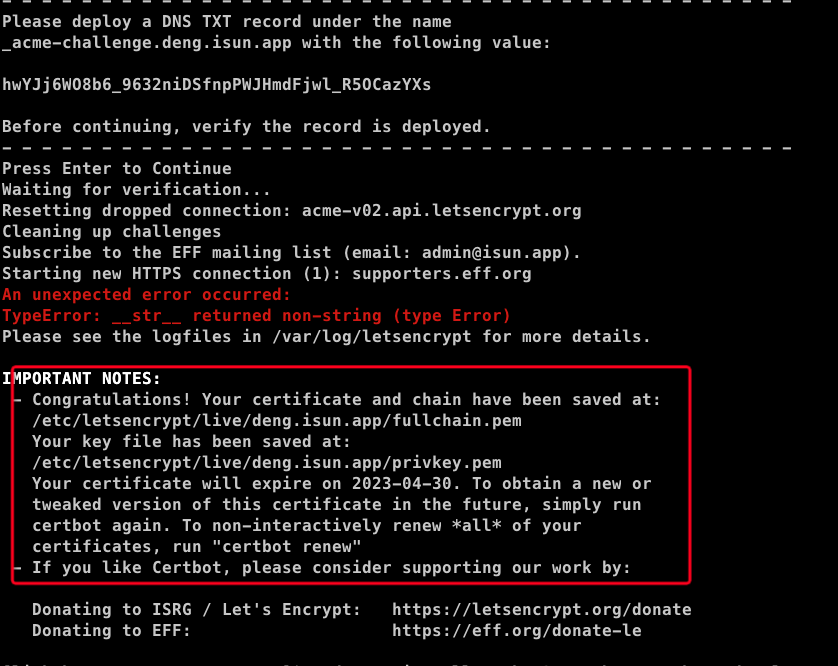 Please deploy a DNS TXT record under the name
_acme-challenge.deng.isun.app with the following value:
hwYJj6WO8b6_9632niDSfnpPWJHmdFjwl_R5OCazYXs
Before continuing, verify the record is deployed.
Press Enter to Continue
Waiting for verification...
Resetting dropped connection: acme-v02.api.letsencrypt.org
Cleaning up challenges
Subscribe to the EFF mailing list (email: admin@isun.app).
Starting new HTTPS connection (1): supporters.eff.org
An unexpected error occurred:
TypeError: __str__ returned non-string (type Error)
Please see the logfiles in /var/log/letsencrypt for more details.
IMPORTANT NOTES:
- Congratulations! Your certificate and chain have been saved at:
/etc/letsencrypt/live/deng.isun.app/fullchain.pem
Your key file has been saved at:
/etc/letsencrypt/live/deng.isun.app/privkey.pem
Your certificate will expire on 2023-04-30. To obtain a new or
tweaked version of this certificate in the future, simply run
certbot again. To non-interactively renew *all* of your
certificates, run "certbot renew"
- If you like Certbot, please consider supporting our work by:
Donating to ISRG / Let's Encrypt: https://letsencrypt.org/donate
Donating to EFF: https://eff.org/donate-le